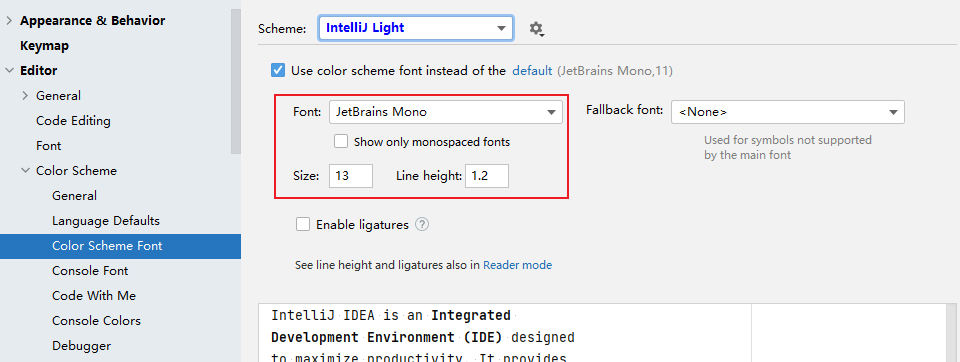 Appearance & Behavior
Keymap
Editor
General
Code Editing
Font
Color Scheme
General
Language Defaults
Color Scheme Font
Console Font
Code With Me
Console Colors
Debugger
Scheme: IntelliJ Light
Use color scheme font instead of the default (JetBrains Mono,11)
Font: JetBrains Mono
Fallback font: <None>
Show only monospaced fonts
Used for symbols not supported
by the main font
Size: 13 Line height: 1.2
Enable ligatures ?
See line height and ligatures also in Reader mode
IntelliJ IDEA is an Integrated
Development Environment (IDE) designed
to maximize productivity. It provides